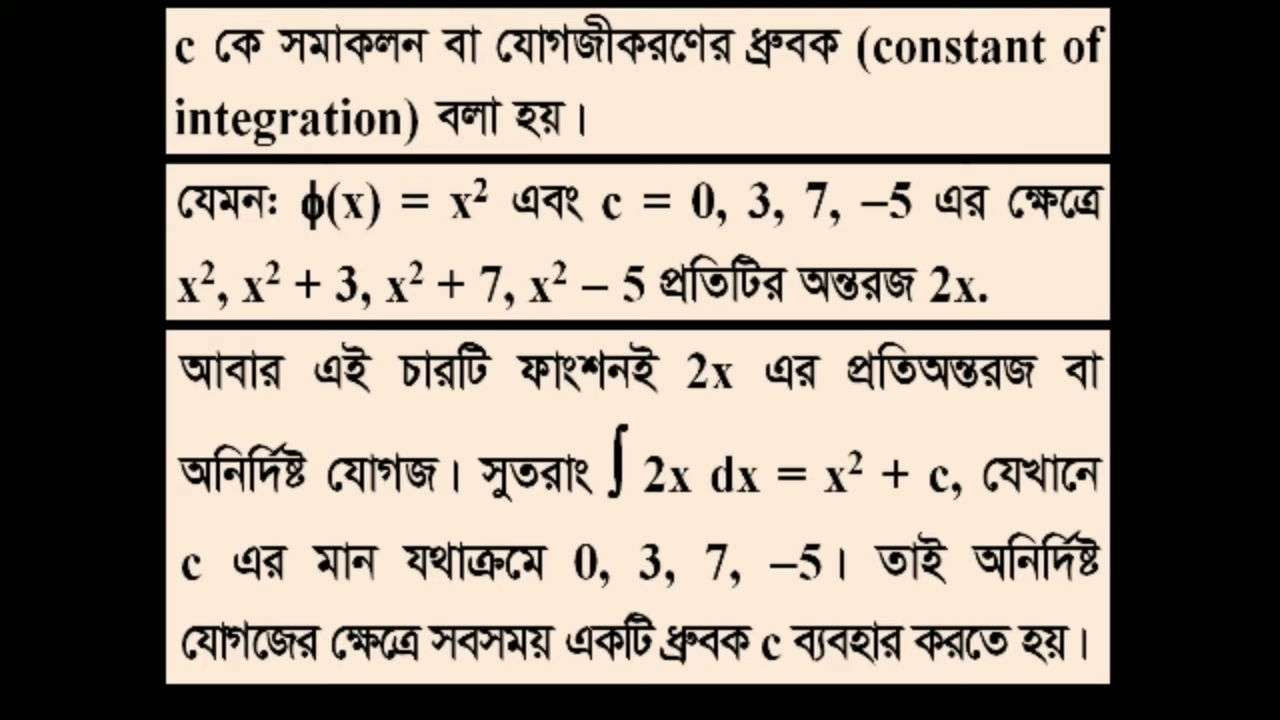 c কে সমাকলন বা যোগজীকরণের ধ্রুবক (constant of
integration) বলা হয়।
যেমনঃ ϕ(x) = x² এবং c = 0, 3, 7, –5 এর ক্ষেত্রে
x², x² + 3, x² + 7, x² – 5 প্রতিটির অন্তরজ 2x.
আবার এই চারটি ফাংশনই 2x এর প্রতিঅন্তরজ বা
অনির্দিষ্ট যোগজ। সুতরাং ∫ 2x dx = x² + c, যেখানে
c এর মান যথাক্রমে 0, 3, 7, –5। তাই অনির্দিষ্ট
যোগজের ক্ষেত্রে সবসময় একটি ধ্রুবক c ব্যবহার করতে হয়।